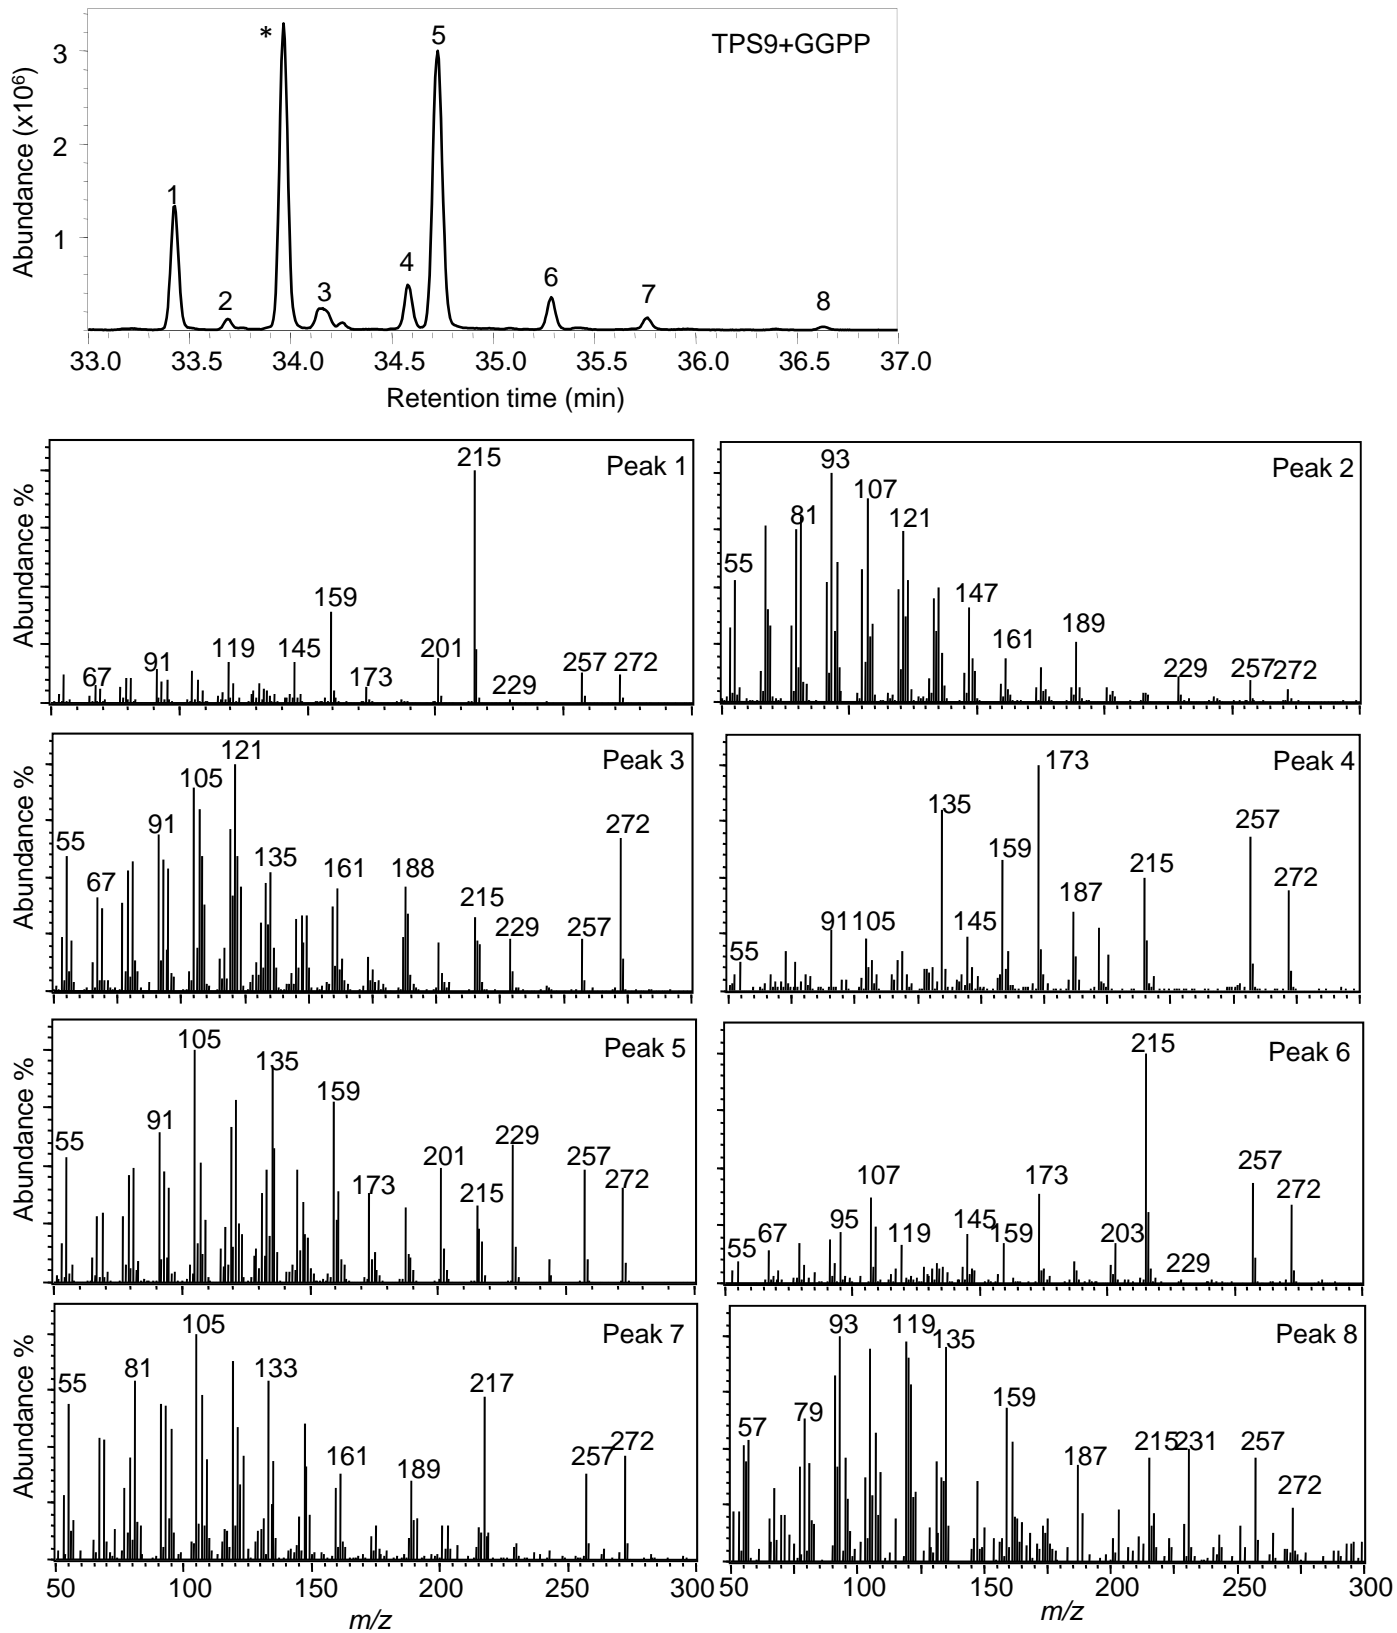 TPS9+GGPP
Abundance (x10⁶)
3
2
1
* 1 2 3 4 5 6 7 8
33.0 33.5 34.0 34.5 35.0 35.5 36.0 36.5 37.0
Retention time (min)
Abundance %
Peak 1
67 91 119 145 159 173 201 215 229 257 272
Peak 2
55 81 93 107 121 147 161 189 229 257 272
Abundance %
Peak 3
55 67 91 105 121 135 161 188 215 229 257 272
Peak 4
55 91 105 135 145 159 173 187 215 257 272
Abundance %
Peak 5
55 91 105 135 159 173 201 215 229 257 272
Peak 6
55 67 95 107 119 145 159 173 203 215 229 257 272
Abundance %
Peak 7
55 81 105 133 161 189 217 257 272
50 100 150 200 250 300
m/z
Peak 8
57 79 93 119 135 159 187 215 231 257 272
50 100 150 200 250 300
m/z